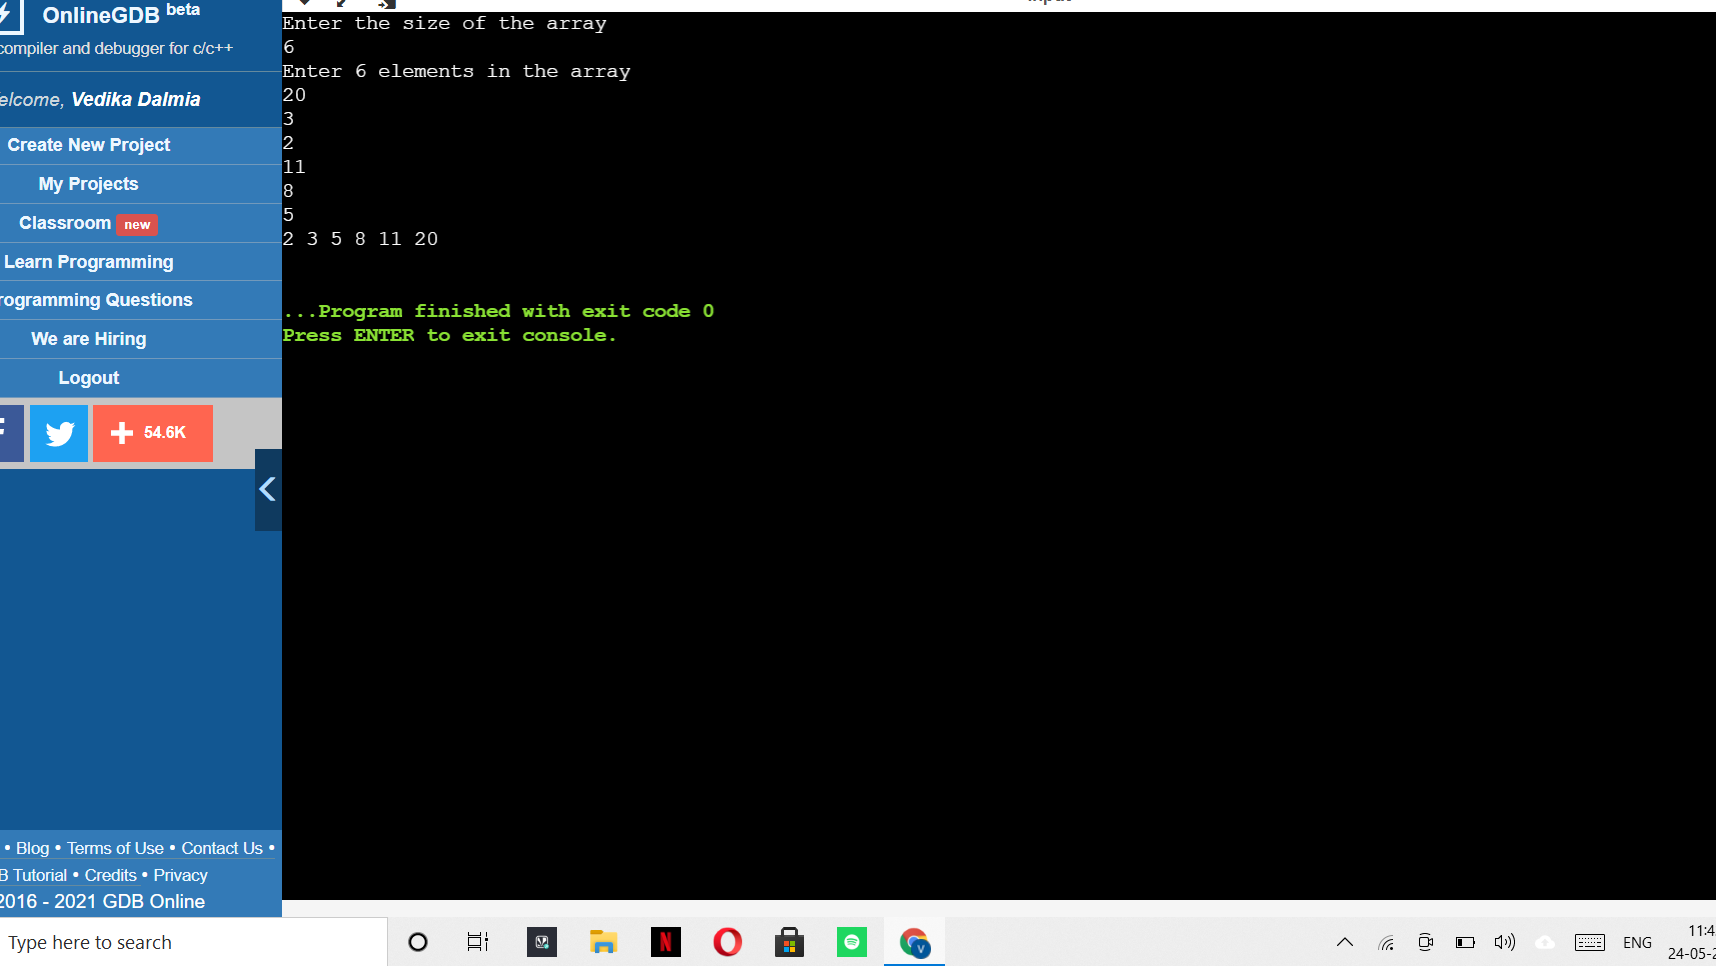 OnlineGDB beta
compiler and debugger for c/c++
elcome, Vedika Dalmia
Create New Project
My Projects
Classroom new
Learn Programming
rogramming Questions
We are Hiring
Logout
54.6K
• Blog • Terms of Use • Contact Us •
B Tutorial • Credits • Privacy
2016 - 2021 GDB Online
Enter the size of the array
6
Enter 6 elements in the array
20
3
2
11
8
5
2 3 5 8 11 20
...Program finished with exit code 0
Press ENTER to exit console.
Type here to search
N
V
ENG
11:4
24-05-2